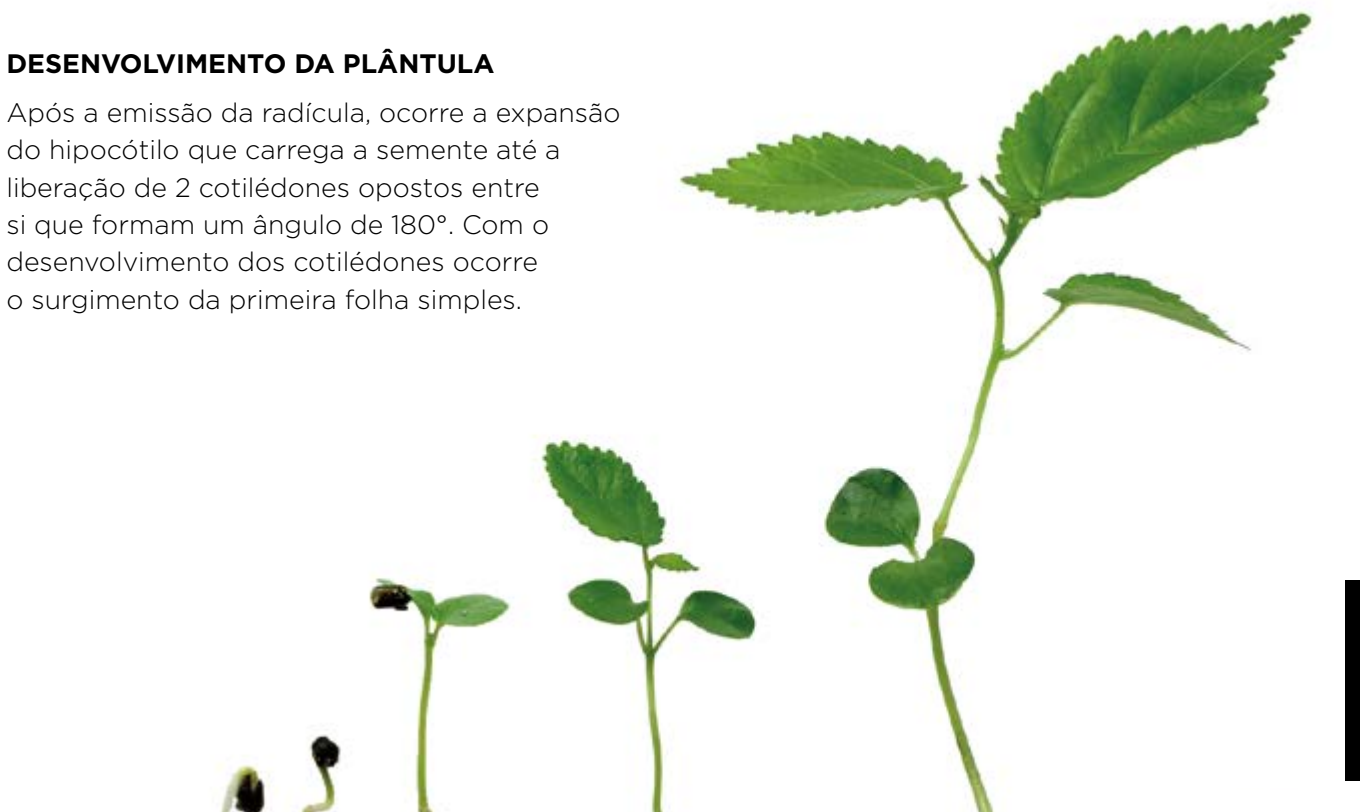 DESENVOLVIMENTO DA PLÂNTULA
Após a emissão da radícula, ocorre a expansão
do hipocótilo que carrega a semente até a
liberação de 2 cotilédones opostos entre
si que formam um ângulo de 180°. Com o
desenvolvimento dos cotilédones ocorre
o surgimento da primeira folha simples.